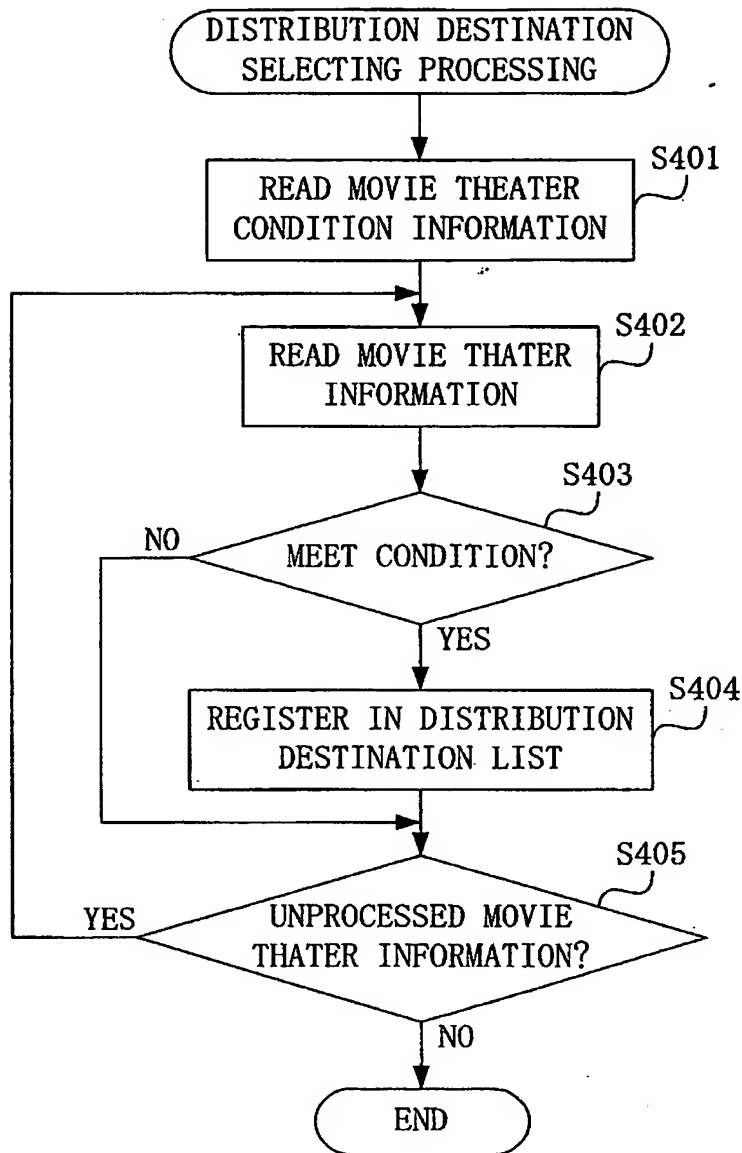 DISTRIBUTION DESTINATION
SELECTING PROCESSING
S401
READ MOVIE THEATER
CONDITION INFORMATION
S402
READ MOVIE THATER
INFORMATION
S403
NO
MEET CONDITION?
YES
S404
REGISTER IN DISTRIBUTION
DESTINATION LIST
S405
YES
UNPROCESSED MOVIE
THATER INFORMATION?
NO
END